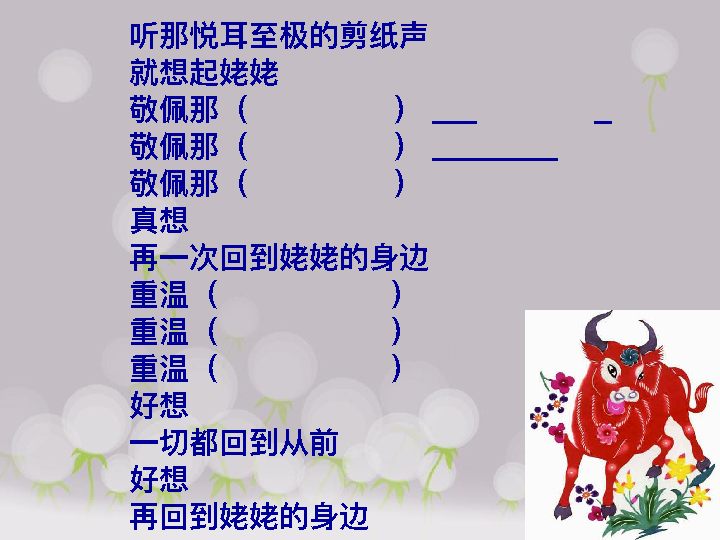 听那悦耳至极的剪纸声
就想起姥姥
敬佩那（                ） ___            _
敬佩那（                ） _________
敬佩那（                ）
真想
再一次回到姥姥的身边
重温（                   ）
重温（                   ）
重温（                   ）
好想
一切都回到从前
好想
再回到姥姥的身边